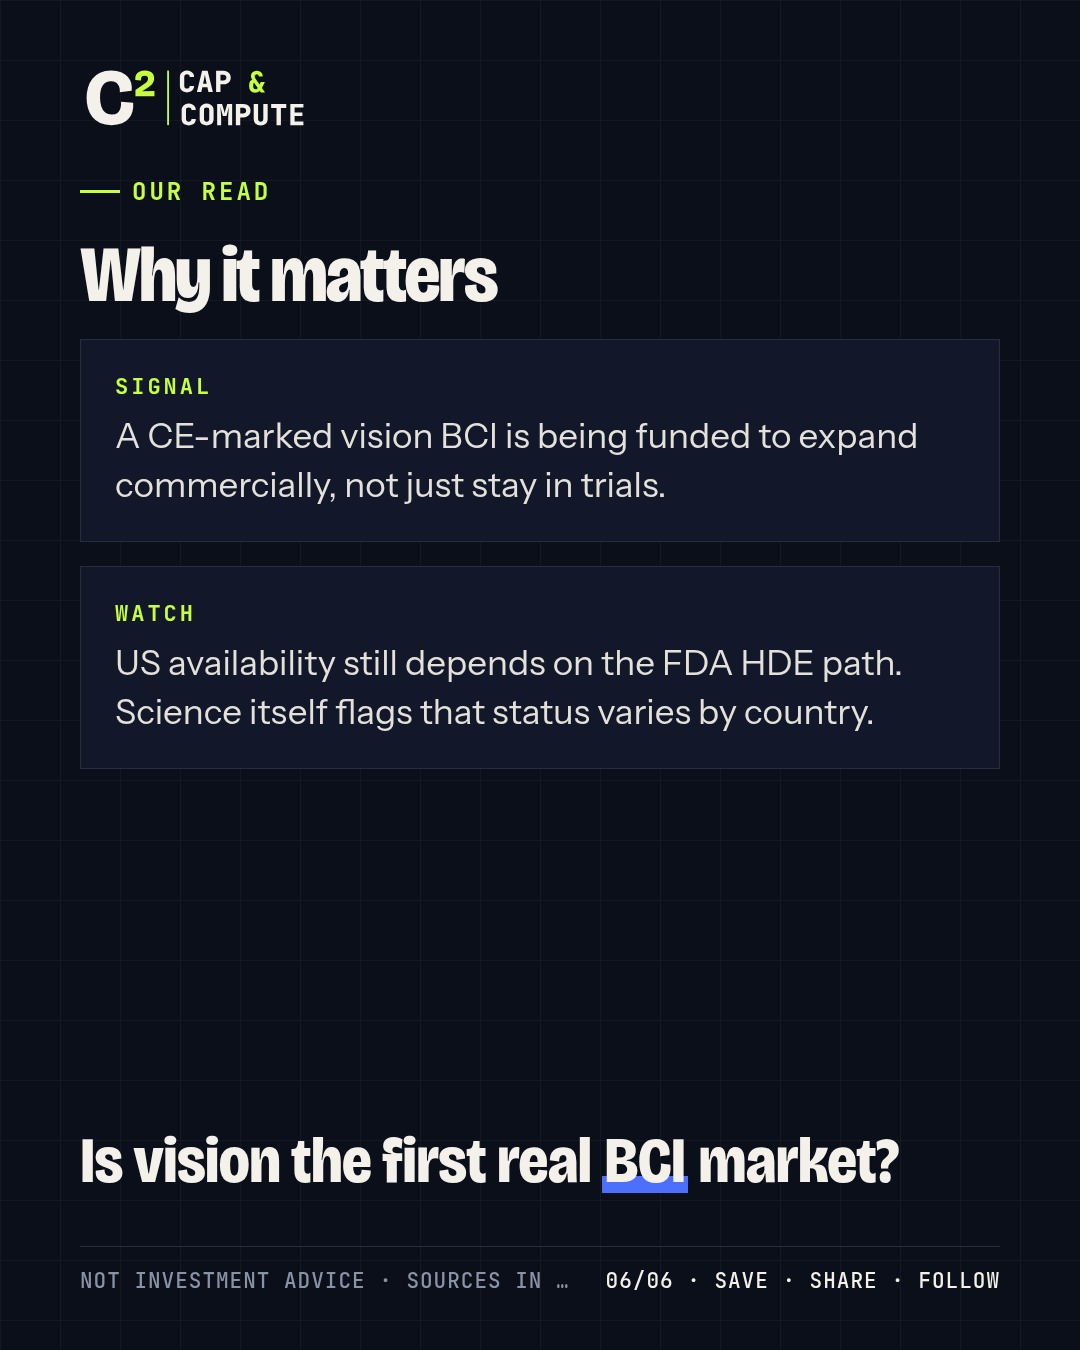 C² CAP &
COMPUTE
OUR READ
Why it matters
SIGNAL
A CE-marked vision BCI is being funded to expand
commercially, not just stay in trials.
WATCH
US availability still depends on the FDA HDE path.
Science itself flags that status varies by country.
Is vision the first real BCI market?
NOT INVESTMENT ADVICE · SOURCES IN … 06/06 · SAVE · SHARE · FOLLOW